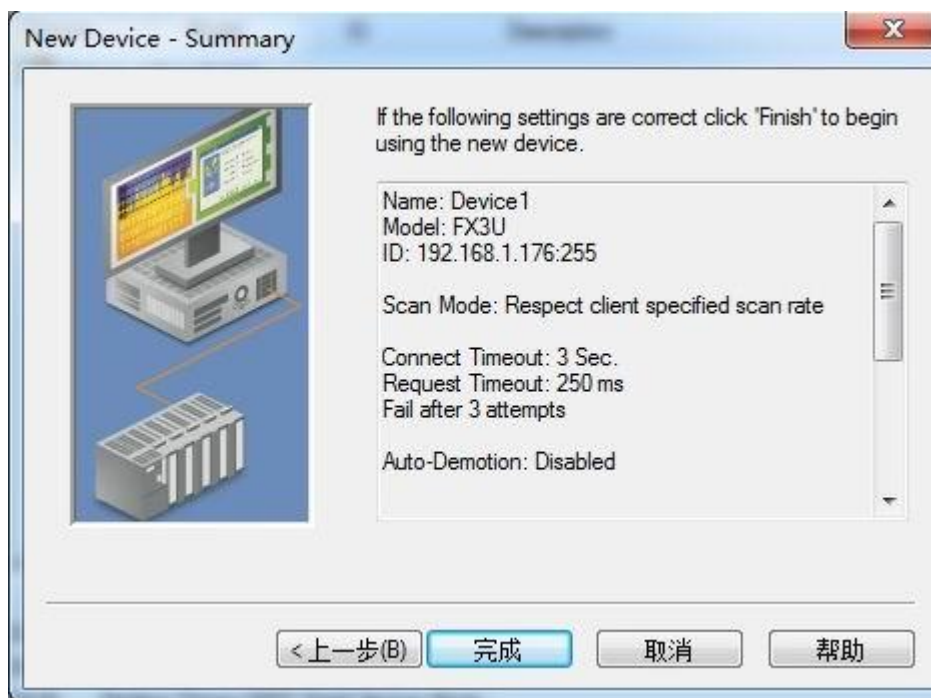 New Device - Summary
If the following settings are correct click 'Finish' to begin
using the new device.
Name: Device1
Model: FX3U
ID: 192.168.1.176:255
Scan Mode: Respect client specified scan rate
Connect Timeout: 3 Sec.
Request Timeout: 250 ms
Fail after 3 attempts
Auto-Demotion: Disabled
<上一步(B) 完成 取消 帮助